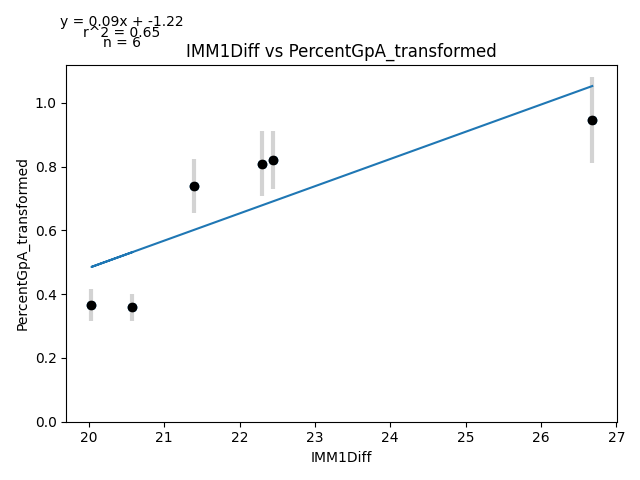 y = 0.09x + -1.22
r^2 = 0.65
n = 6
IMM1Diff vs PercentGpA_transformed
PercentGpA_transformed
1.0
0.8
0.6
0.4
0.2
0.0
20 21 22 23 24 25 26 27
IMM1Diff